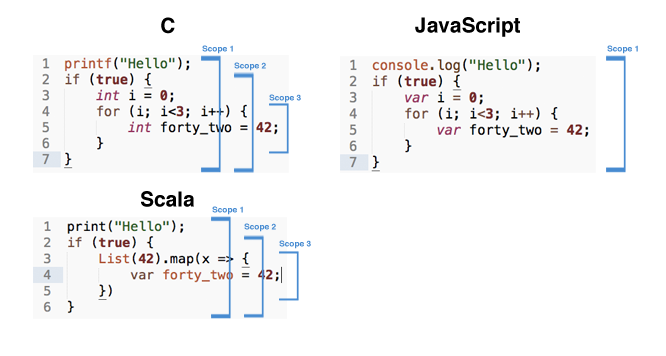 C
Scope 1
Scope 2
Scope 3
1 printf("Hello");
2 if (true) {
3 int i = 0;
4 for (i; i<3; i++) {
5 int forty_two = 42;
6 }
7 }
JavaScript
Scope 1
1 console.log("Hello");
2 if (true) {
3 var i = 0;
4 for (i; i<3; i++) {
5 var forty_two = 42;
6 }
7 }
Scala
Scope 1
Scope 2
Scope 3
1 print("Hello");
2 if (true) {
3 List(42).map(x => {
4 var forty_two = 42;
5 })
6 }